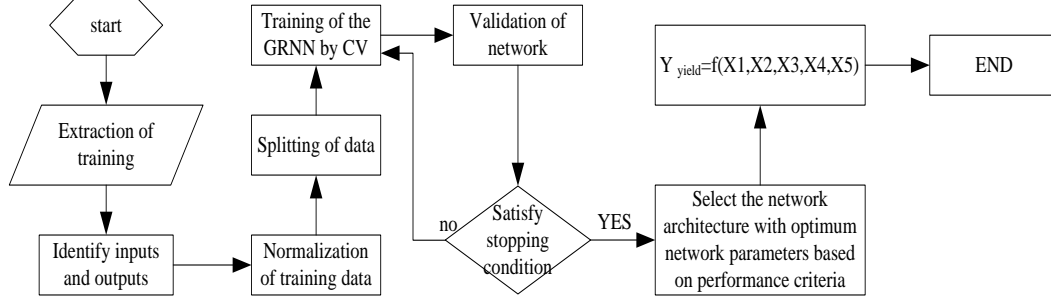 start
Extraction of
training
Identify inputs
and outputs
Normalization
of training data
Splitting of data
Training of the
GRNN by CV
Validation of
network
Satisfy
stopping
condition
no
YES
Select the network
architecture with optimum
network parameters based
on performance criteria
Y yield=f(X1,X2,X3,X4,X5)
END